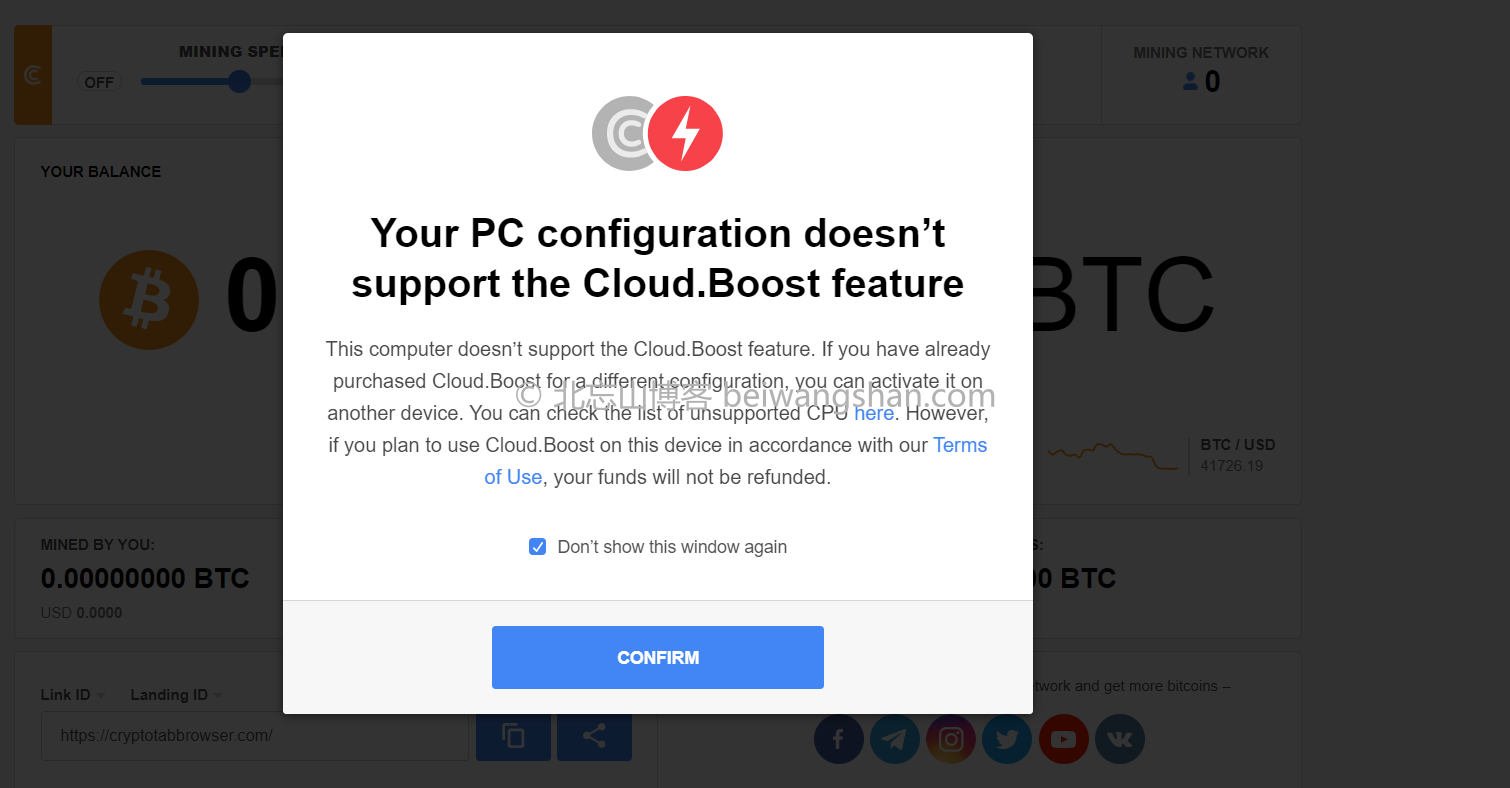 MINING SPE
MINING NETWORK
OFF
0
YOUR BALANCE
0
BTC
Your PC configuration doesn’t
support the Cloud.Boost feature
This computer doesn’t support the Cloud.Boost feature. If you have already
purchased Cloud.Boost for a different configuration, you can activate it on
© 北忘山博客 beiwangshan.com
another device. You can check the list of unsupported CPU here. However,
if you plan to use Cloud.Boost on this device in accordance with our Terms
of Use, your funds will not be refunded.
BTC / USD
41726.19
Don’t show this window again
MINED BY YOU:
S:
0.00000000 BTC
00 BTC
USD 0.0000
CONFIRM
Link ID
Landing ID
twork and get more bitcoins –
https://cryptotabbrowser.com/